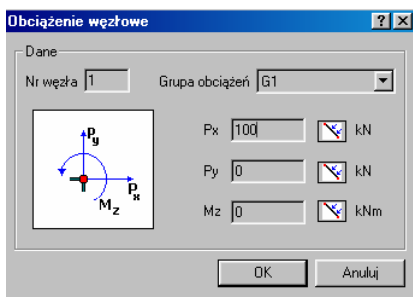 Obciążenie węzłowe
Dane
Nr węzła 1 Grupa obciążeń G1
Px 100 kN
Py 0 kN
Mz 0 kNm
Py
Px
Mz
OK Anuluj